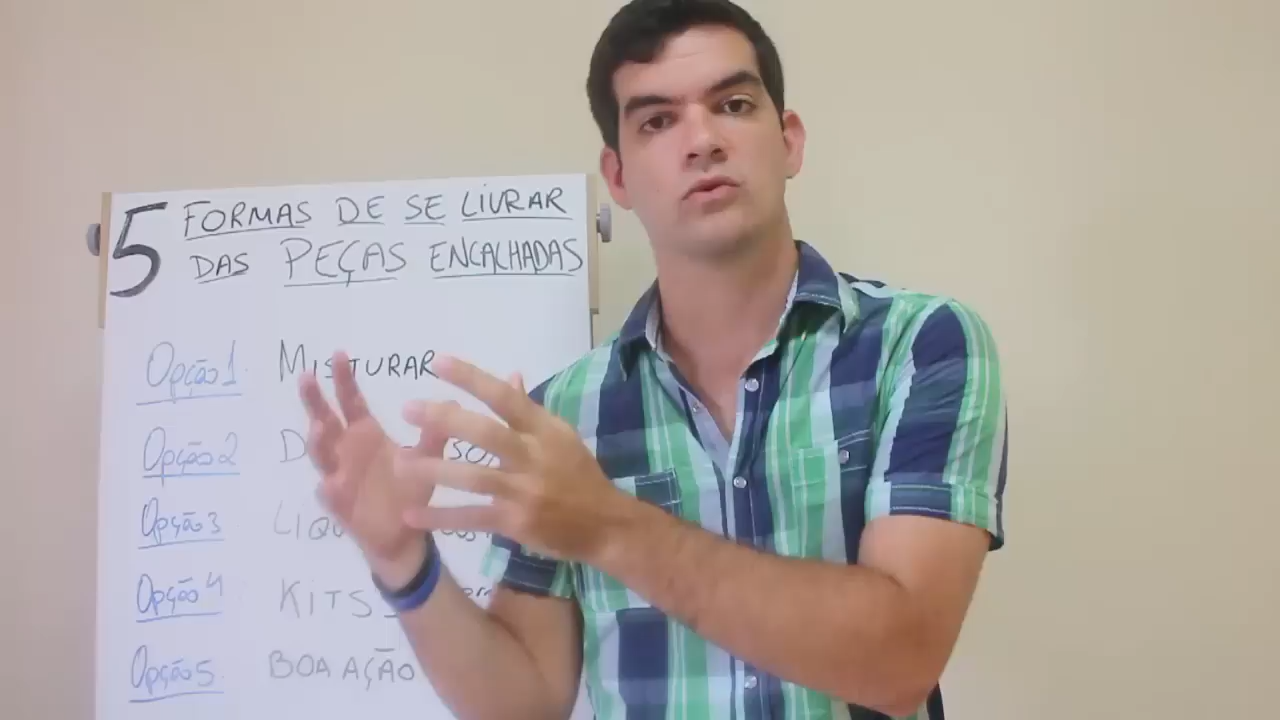 5 FORMAS DE SE LIVRAR
DAS PEÇAS ENCALHADAS
Opção 1 MISTURAR
Opção 2
Opção 3
Opção 4 KITS
Opção 5 BOA AÇÃO